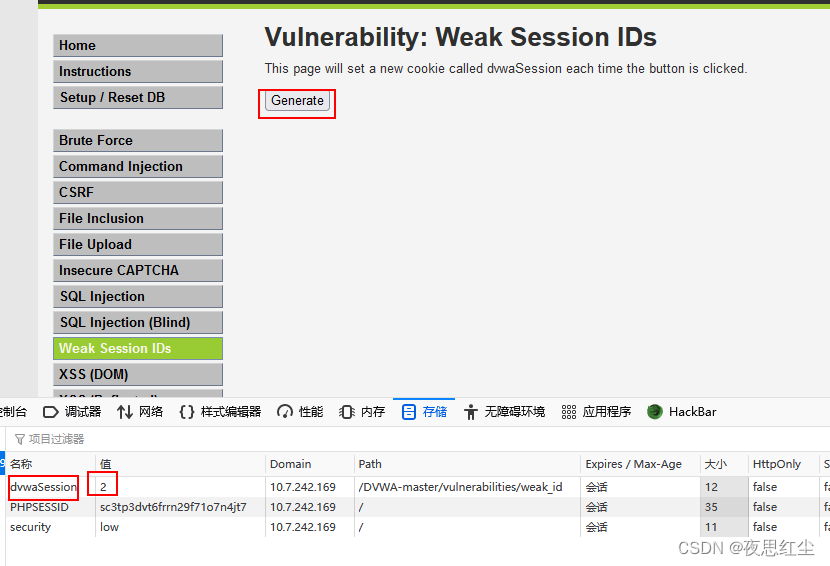 Vulnerability: Weak Session IDs
This page will set a new cookie called dvwaSession each time the button is clicked.
Generate
Home
Instructions
Setup / Reset DB
Brute Force
Command Injection
CSRF
File Inclusion
File Upload
Insecure CAPTCHA
SQL Injection
SQL Injection (Blind)
Weak Session IDs
XSS (DOM)
控制台 调试器 网络 {} 样式编辑器 性能 内存 存储 无障碍环境 应用程序 HackBar
项目过滤器
名称 值 Domain Path Expires / Max-Age 大小 HttpOnly S
dvwaSession 2 10.7.242.169 /DVWA-master/vulnerabilities/weak_id 会话 12 false
PHPSESSID sc3tp3dvt6frrn29f71o7n4jt7 10.7.242.169 / 会话 35 false
security low 10.7.242.169 / 会话 11 false
CSDN @夜思红尘